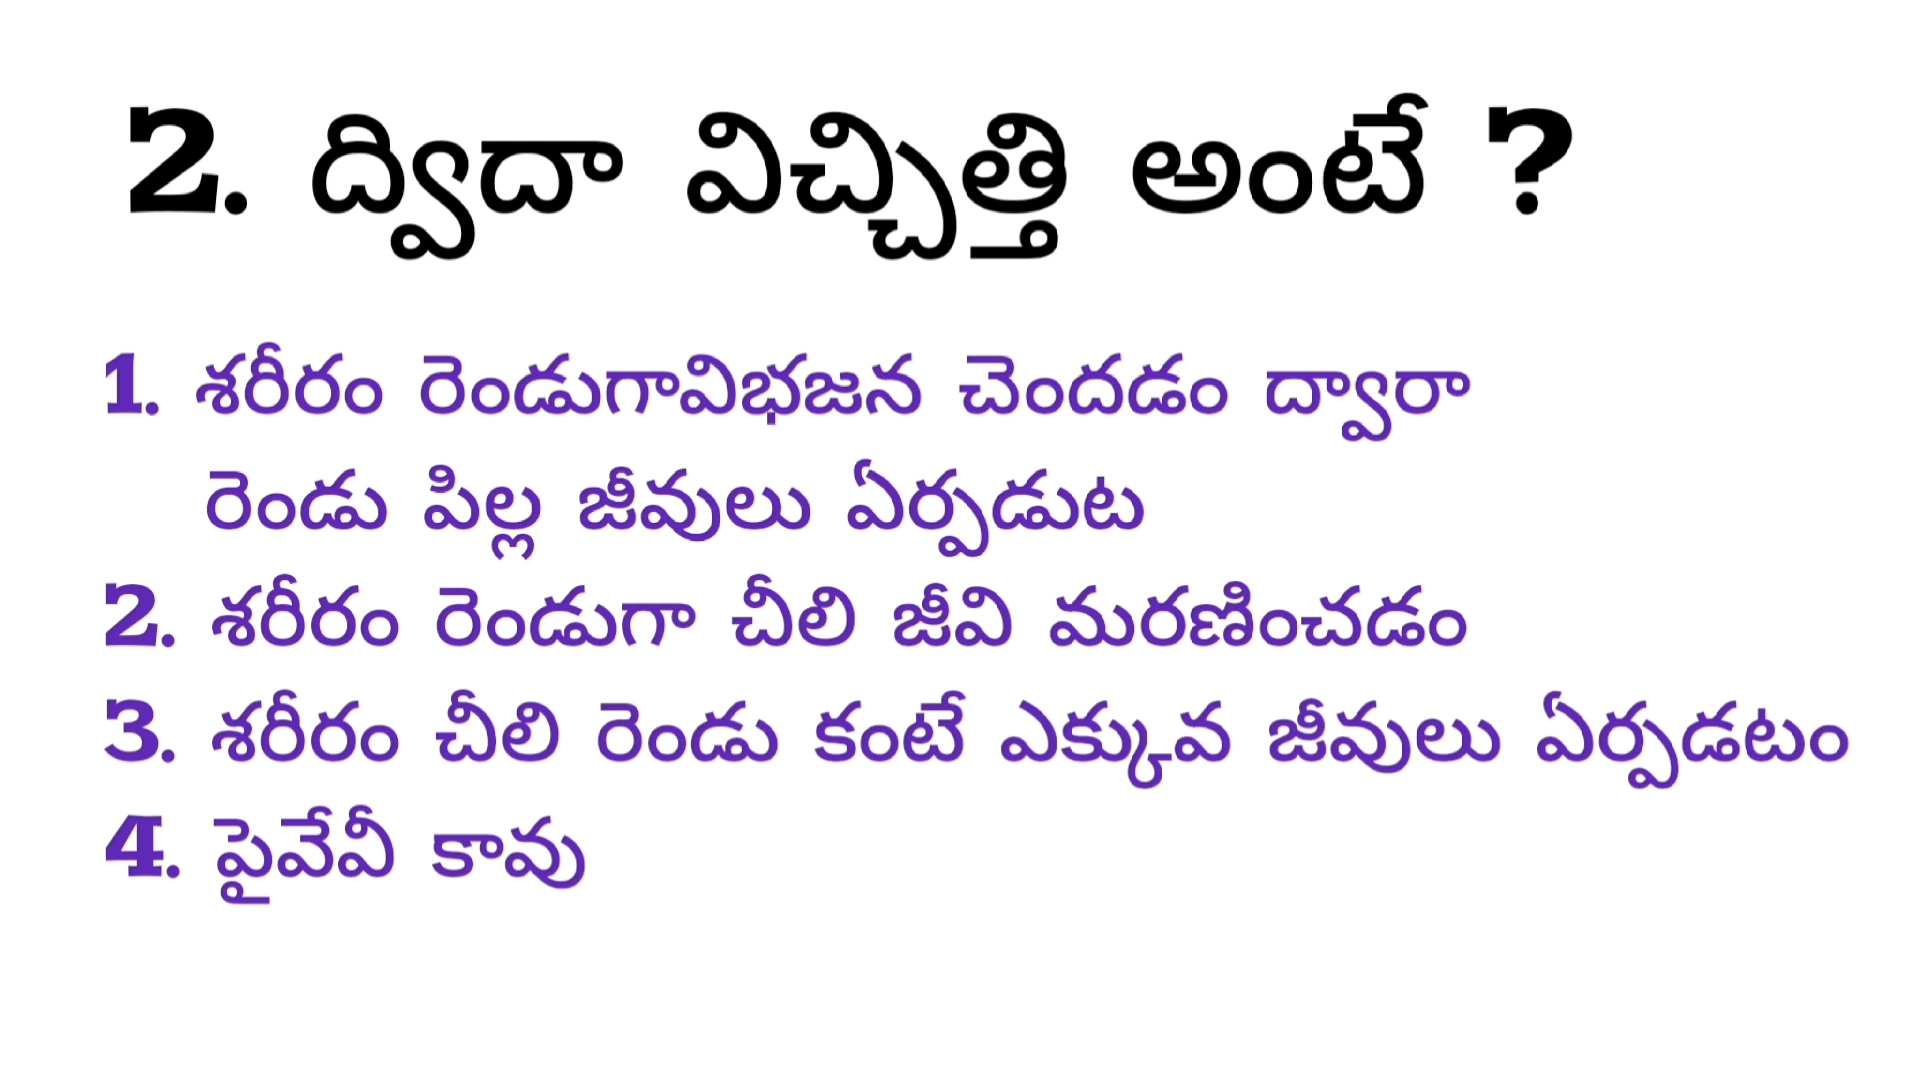 2. ద్విదా విచ్చిత్తి అంటే ?
1. శరీరం రెండుగావిభజన చెందడం ద్వారా
రెండు పిల్ల జీవులు ఏర్పడుట
2. శరీరం రెండుగా చీలి జీవి మరణించడం
3. శరీరం చీలి రెండు కంటే ఎక్కువ జీవులు ఏర్పడటం
4. పైవేవీ కావు